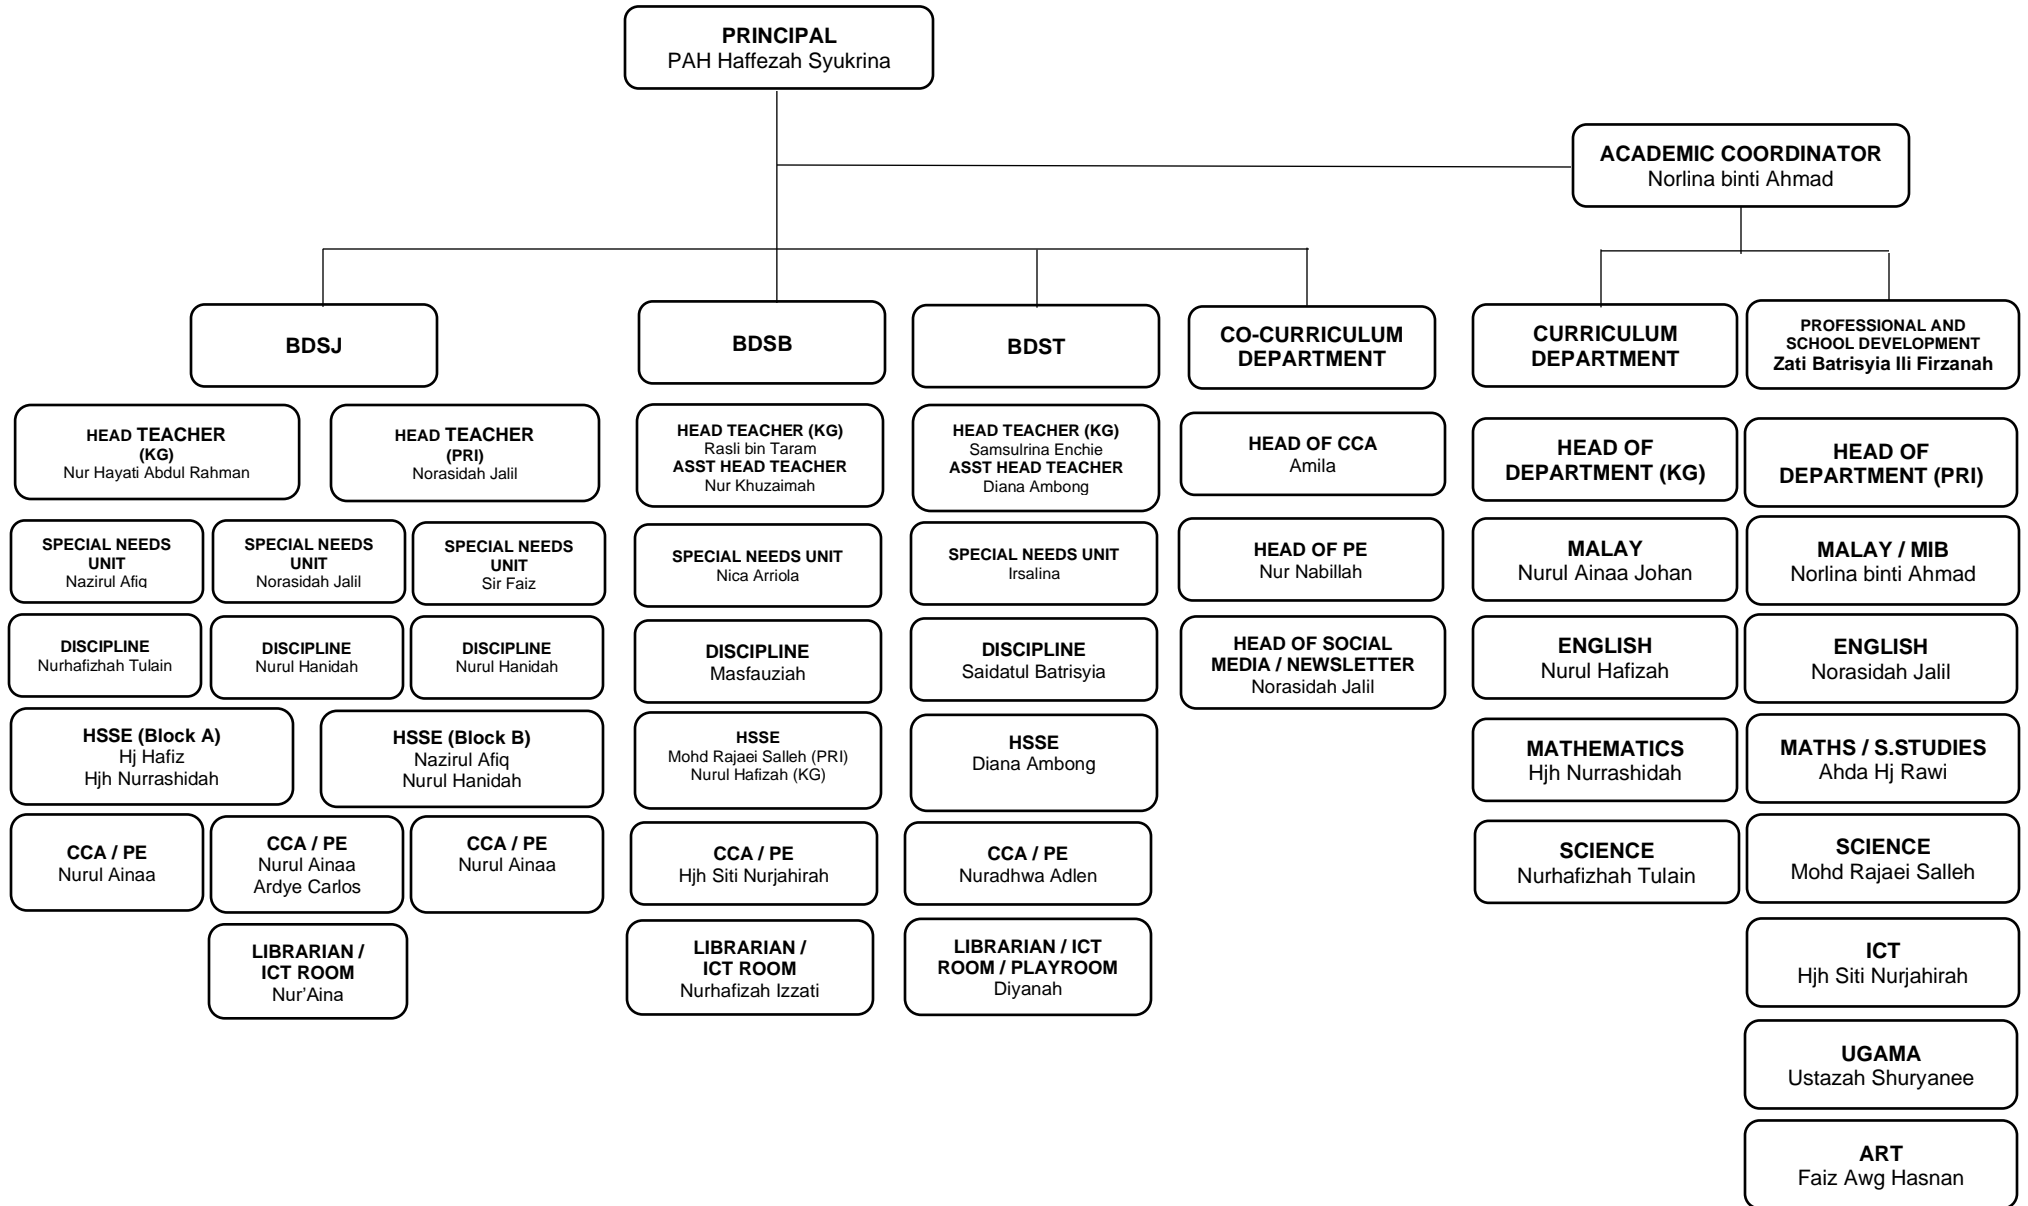 PRINCIPAL
PAH Haffezah Syukrina
ACADEMIC COORDINATOR
Norlina binti Ahmad
BDSJ
BDSB
BDST
CO-CURRICULUM
DEPARTMENT
CURRICULUM
DEPARTMENT
PROFESSIONAL AND
SCHOOL DEVELOPMENT
Zati Batrisyia Ili Firzanah
HEAD TEACHER
(KG)
Nur Hayati Abdul Rahman
HEAD TEACHER
(PRI)
Norasidah Jalil
HEAD TEACHER (KG)
Rasli bin Taram
ASST HEAD TEACHER
Nur Khuzaimah
HEAD TEACHER (KG)
Samsulrina Enchie
ASST HEAD TEACHER
Diana Ambong
HEAD OF CCA
Amila
HEAD OF
DEPARTMENT (KG)
HEAD OF
DEPARTMENT (PRI)
SPECIAL NEEDS
UNIT
Nazirul Afiq
SPECIAL NEEDS
UNIT
Norasidah Jalil
SPECIAL NEEDS
UNIT
Sir Faiz
SPECIAL NEEDS UNIT
Nica Arriola
SPECIAL NEEDS UNIT
Irsalina
HEAD OF PE
Nur Nabillah
MALAY
Nurul Ainaa Johan
MALAY / MIB
Norlina binti Ahmad
DISCIPLINE
Nurhafizhah Tulain
DISCIPLINE
Nurul Hanidah
DISCIPLINE
Nurul Hanidah
DISCIPLINE
Masfauziah
DISCIPLINE
Saidatul Batrisyia
HEAD OF SOCIAL
MEDIA / NEWSLETTER
Norasidah Jalil
ENGLISH
Nurul Hafizah
ENGLISH
Norasidah Jalil
HSSE (Block A)
Hj Hafiz
Hjh Nurrashidah
HSSE (Block B)
Nazirul Afiq
Nurul Hanidah
HSSE
Mohd Rajaei Salleh (PRI)
Nurul Hafizah (KG)
HSSE
Diana Ambong
MATHEMATICS
Hjh Nurrashidah
MATHS / S.STUDIES
Ahda Hj Rawi
CCA / PE
Nurul Ainaa
CCA / PE
Nurul Ainaa
Ardye Carlos
CCA / PE
Nurul Ainaa
CCA / PE
Hjh Siti Nurjahirah
CCA / PE
Nuradhwa Adlen
SCIENCE
Nurhafizhah Tulain
SCIENCE
Mohd Rajaei Salleh
LIBRARIAN /
ICT ROOM
Nur’Aina
LIBRARIAN /
ICT ROOM
Nurhafizah Izzati
LIBRARIAN / ICT
ROOM / PLAYROOM
Diyanah
ICT
Hjh Siti Nurjahirah
UGAMA
Ustazah Shuryanee
ART
Faiz Awg Hasnan